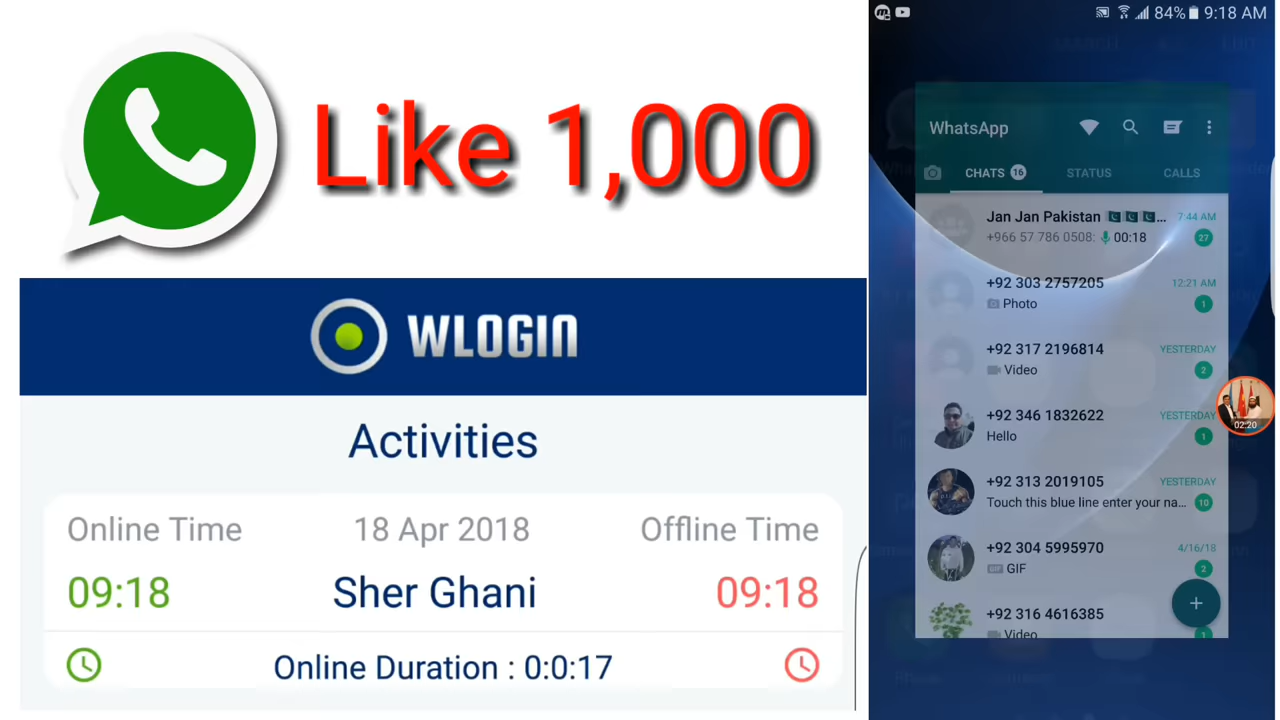 Like 1,000
WLOGIN
Activities
Online Time
18 Apr 2018
Offline Time
09:18
Sher Ghani
09:18
Online Duration : 0:0:17
84% 9:18 AM
WhatsApp
CHATS 16 STATUS CALLS
Jan Jan Pakistan 🇵🇰🇵🇰🇵🇰... 7:44 AM
+966 57 786 0508: 00:18 27
+92 303 2757205 12:21 AM
Photo 1
+92 317 2196814 YESTERDAY
Video 2
+92 346 1832622 YESTERDAY
Hello 1
02:20
+92 313 2019105 YESTERDAY
Touch this blue line enter your na... 10
+92 304 5995970 4/16/18
GIF GIF 2
+92 316 4616385
Video 1